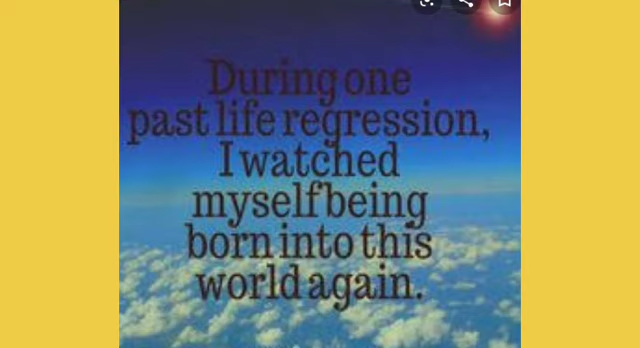 During one
past life regression,
I watched
myself being
born into this
world again.